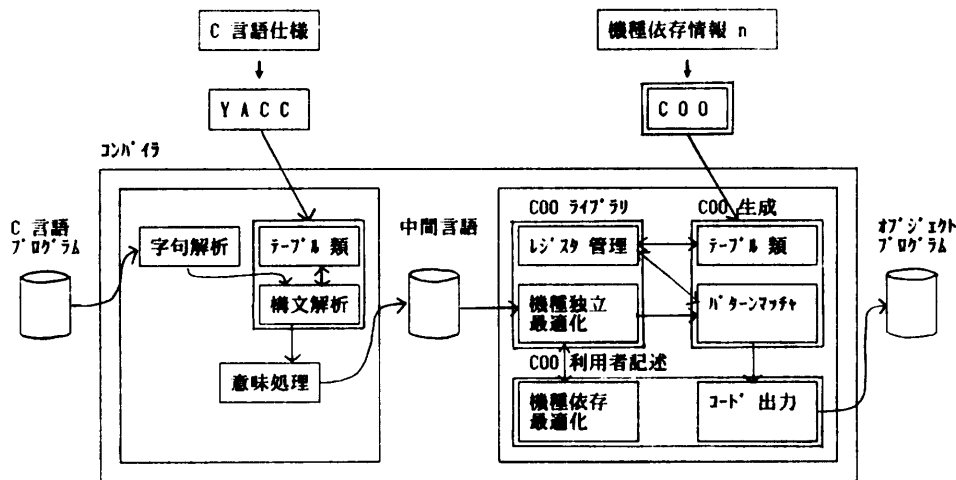 C 言語仕様
機種依存情報 n
YACC
COO
コンパイラ
C 言語
プログラム
字句解析
テーブル 類
構文解析
意味処理
中間言語
COO ライブラリ
レジスタ 管理
機種独立
最適化
COO 生成
テーブル 類
パターンマッチャ
COO 利用者記述
機種依存
最適化
コード 出力
オブジェクト
プログラム